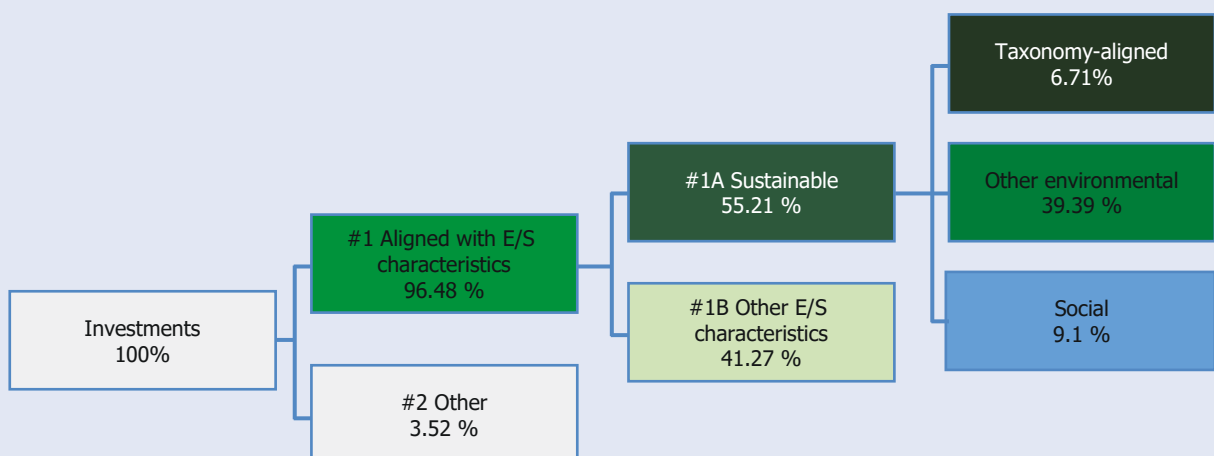 Investments
100%
#1 Aligned with E/S
characteristics
96.48 %
#2 Other
3.52 %
#1A Sustainable
55.21 %
#1B Other E/S
characteristics
41.27 %
Taxonomy-aligned
6.71%
Other environmental
39.39 %
Social
9.1 %